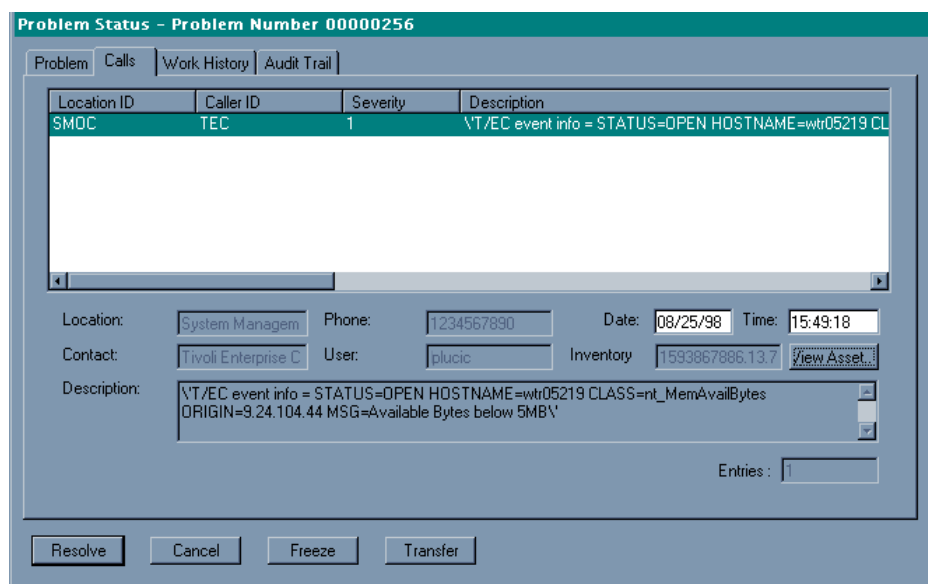 Problem Status - Problem Number 00000256
Problem Calls Work History Audit Trail
Location ID Caller ID Severity Description
SMOC TEC 1 \'T/EC event info = STATUS=OPEN HOSTNAME=wtr05219 CL
Location: System Managem Phone: 1234567890 Date: 08/25/98 Time: 15:49:18
Contact: Tivoli Enterprise C User: plucic Inventory 1593867886.13.7 View Asset..
Description: \'T/EC event info = STATUS=OPEN HOSTNAME=wtr05219 CLASS=nt_MemAvailBytes
ORIGIN=9.24.104.44 MSG=Available Bytes below 5MB\'
Entries : 1
Resolve Cancel Freeze Transfer